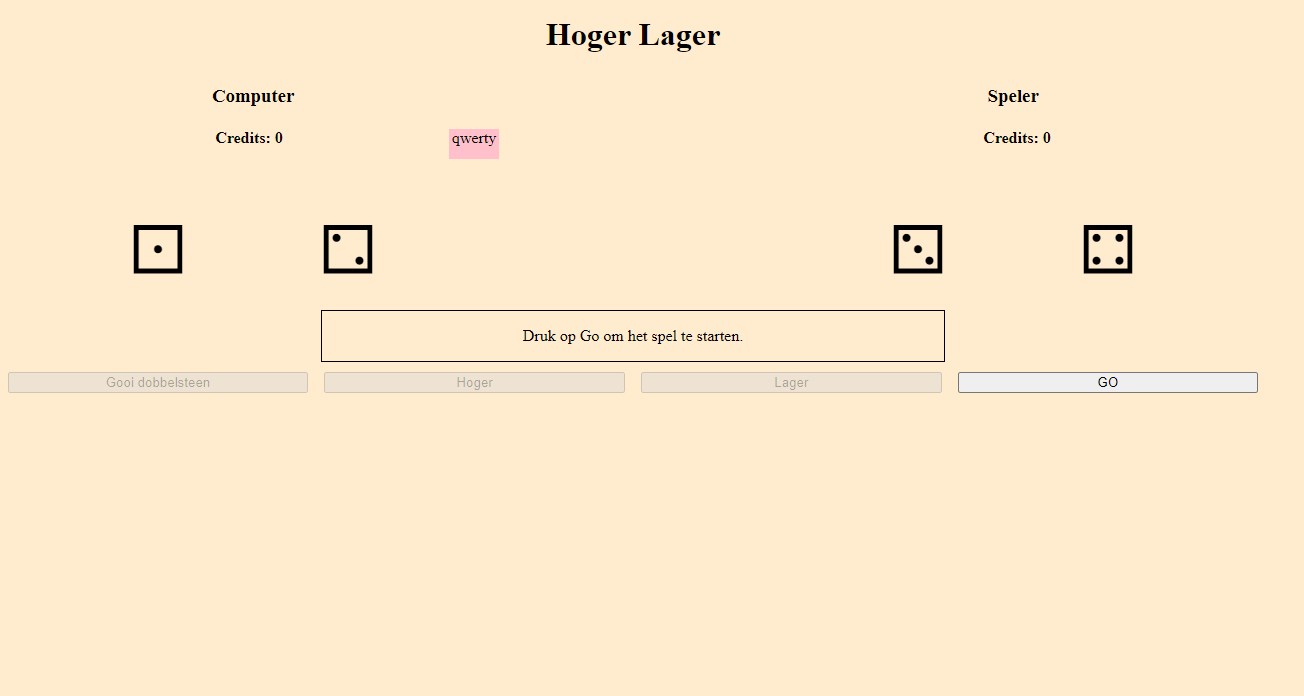 Hoger Lager
Computer
Speler
Credits: 0
qwerty
Credits: 0
Druk op Go om het spel te starten.
Gooi dobbelsteen
Hoger
Lager
GO